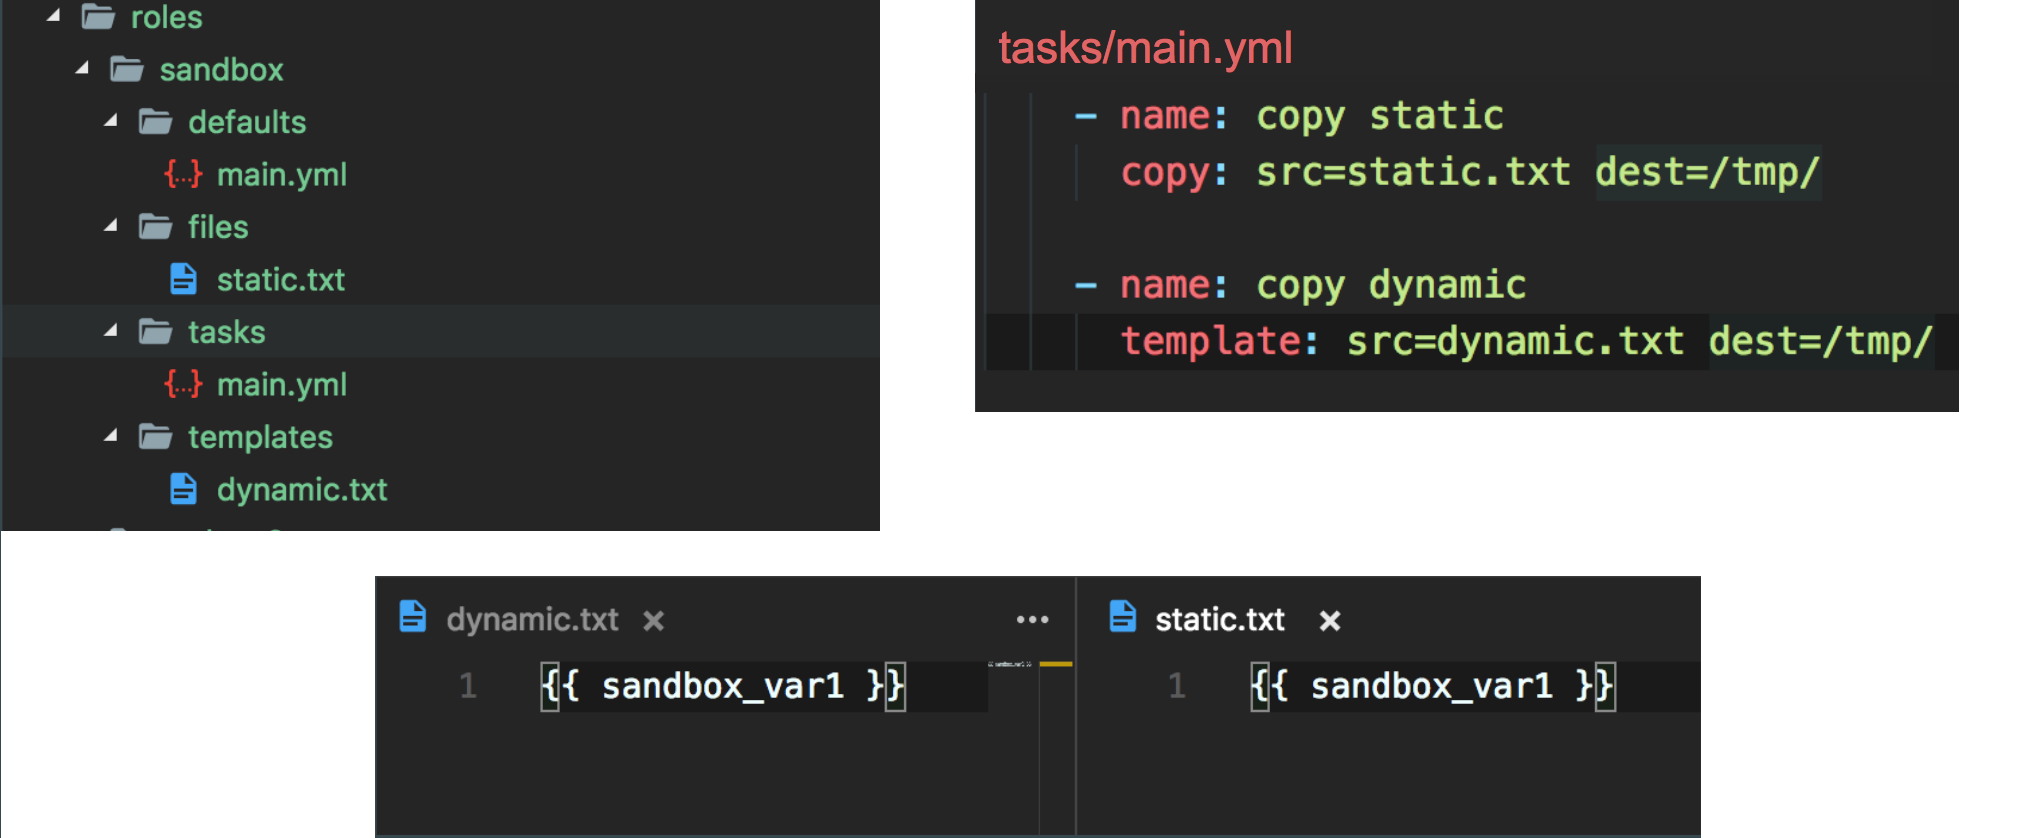 roles
sandbox
defaults
{...} main.yml
files
static.txt
tasks
{...} main.yml
templates
dynamic.txt
tasks/main.yml
- name: copy static
copy: src=static.txt dest=/tmp/
- name: copy dynamic
template: src=dynamic.txt dest=/tmp/
dynamic.txt ×
1 {{ sandbox_var1 }}
static.txt ×
1 {{ sandbox_var1 }}